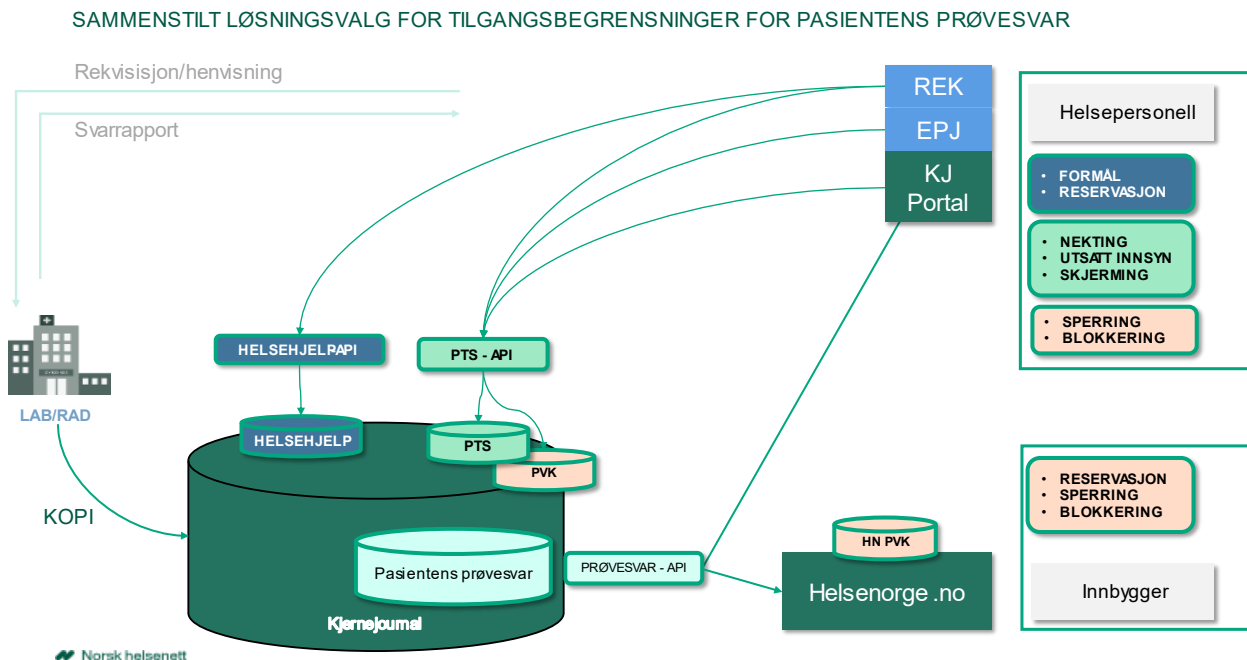 SAMMENSTILT LØSNINGSVALG FOR TILGANGSBEGRENSNINGER FOR PASIENTENS PRØVESVAR
Rekvisisjon/henvisning
Svarrapport
REK
EPJ
KJ
Portal
Helsepersonell
• FORMÅL
• RESERVASJON
• NEKTING
• UTSATT INNSYN
• SKJERMING
• SPERRING
• BLOKKERING
HELSEHJELPAPI
PTS - API
LAB/RAD
HELSEHJELP
PTS
PVK
KOPI
Pasientens prøvesvar
PRØVESVAR - API
Kjernejournal
HN PVK
Helsenorge .no
• RESERVASJON
• SPERRING
• BLOKKERING
Innbygger
Norsk helsenett